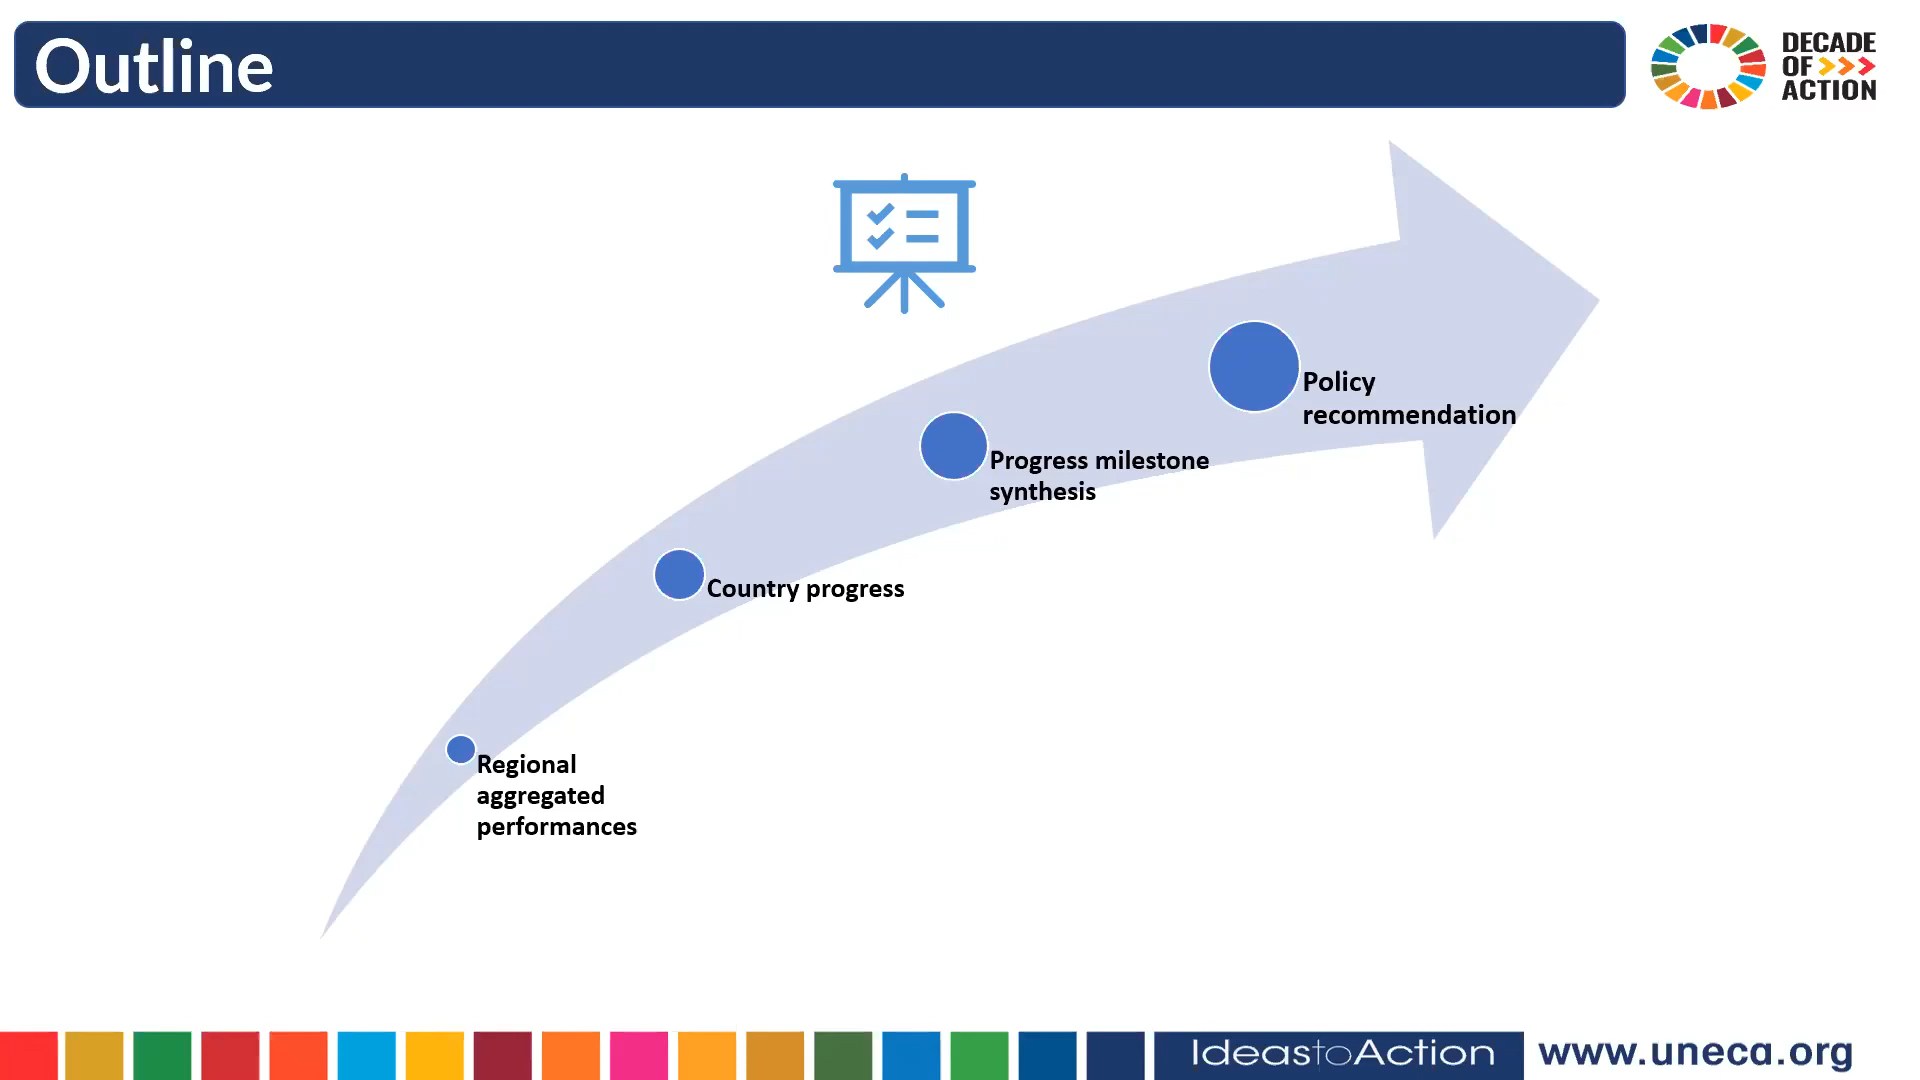 Outline
DECADE
OF
ACTION
Policy
recommendation
Progress milestone
synthesis
Country progress
Regional
aggregated
performances
IdeastoAction
www.uneca.org